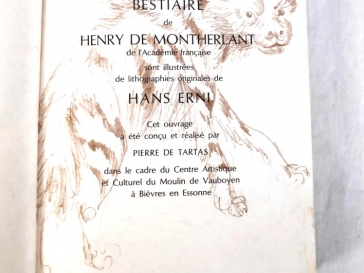 BESTIAIRE
de
HENRY DE MONTHERLANT
de l'Académie française
sont illustrées
de lithographies originales de
HANS ERNI
Cet ouvrage
a été conçu et réalisé par
PIERRE DE TARTAS
dans le cadre du Centre Artistique
et Culturel du Moulin de Vauboyen
à Bièvres en Essonne